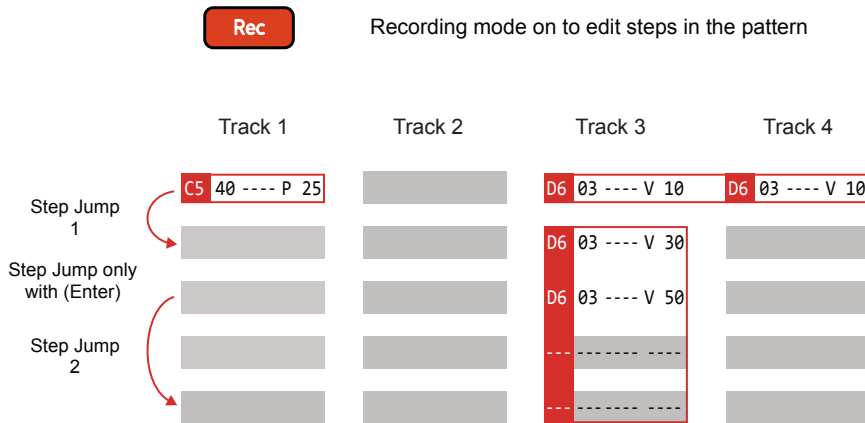 Rec
Recording mode on to edit steps in the pattern
Track 1 Track 2 Track 3 Track 4
C5 40 ---- P 25 D6 03 ---- V 10 D6 03 ---- V 10
Step Jump
1
D6 03 ---- V 30
Step Jump only
with (Enter)
D6 03 ---- V 50
Step Jump
2
--- --- ---- ----
--- --- ---- ----